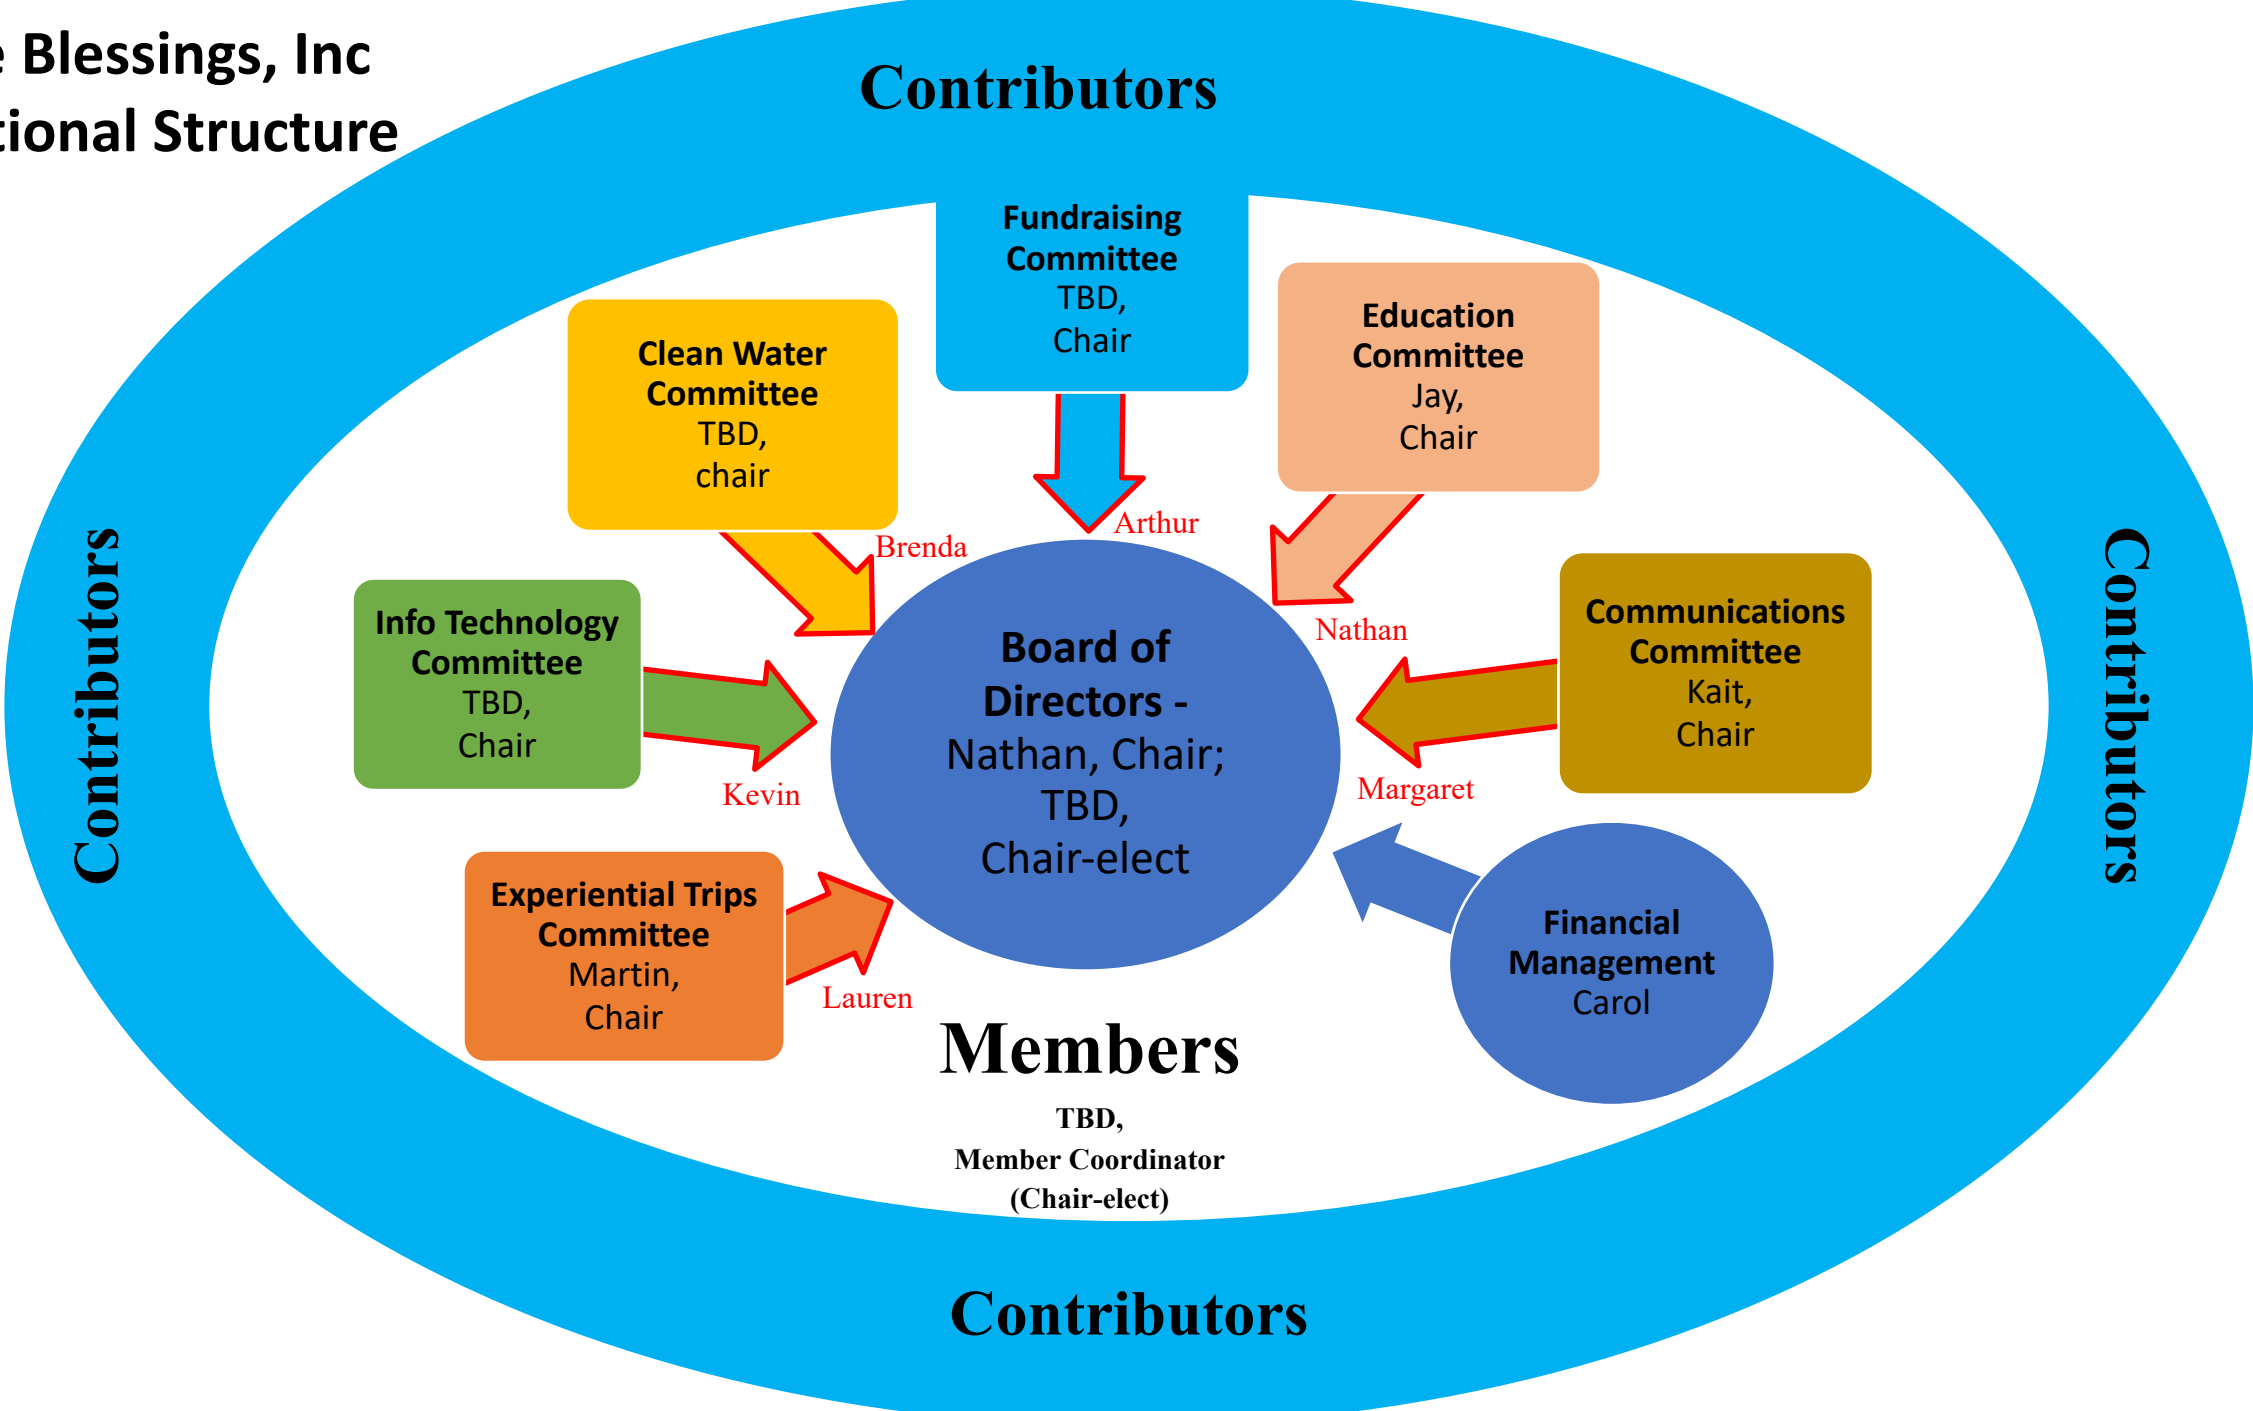 e Blessings, Inc
tional Structure
Contributors
Fundraising
Committee
TBD,
Chair
Education
Committee
Jay,
Chair
Clean Water
Committee
TBD,
chair
Arthur
Brenda
Nathan
Contributors
Contributors
Info Technology
Committee
TBD,
Chair
Board of
Directors -
Nathan, Chair;
TBD,
Chair-elect
Communications
Committee
Kait,
Chair
Kevin
Margaret
Experiential Trips
Committee
Martin,
Chair
Lauren
Financial
Management
Carol
Members
TBD,
Member Coordinator
(Chair-elect)
Contributors